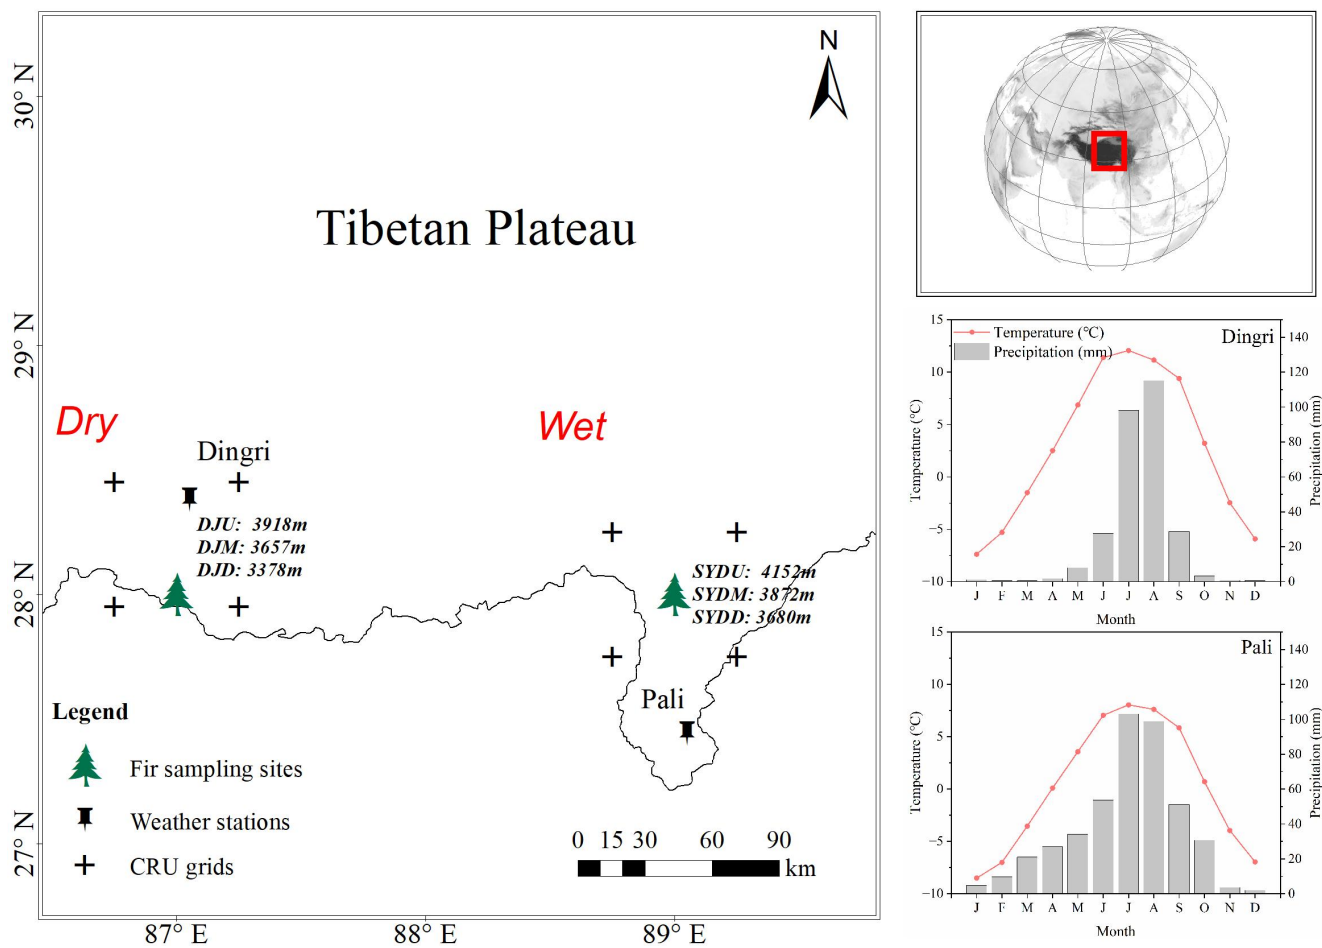 N
30° N
29° N
28° N
27° N
Tibetan Plateau
Dry
Wet
Dingri
DJU: 3918m
DJM: 3657m
DJD: 3378m
SYDU: 4152m
SYDM: 3872m
SYDD: 3680m
Pali
Legend
Fir sampling sites
Weather stations
CRU grids
0 15 30 60 90
km
87° E 88° E 89° E
Dingri
Temperature (℃)
Precipitation (mm)
15
10
5
0
−5
−10
Temperature (℃)
140
120
100
80
60
40
20
0
Precipitation (mm)
J F M A M J J A S O N D
Month
Pali
15
10
5
0
−5
−10
Temperature (℃)
140
120
100
80
60
40
20
0
Precipitation (mm)
J F M A M J J A S O N D
Month